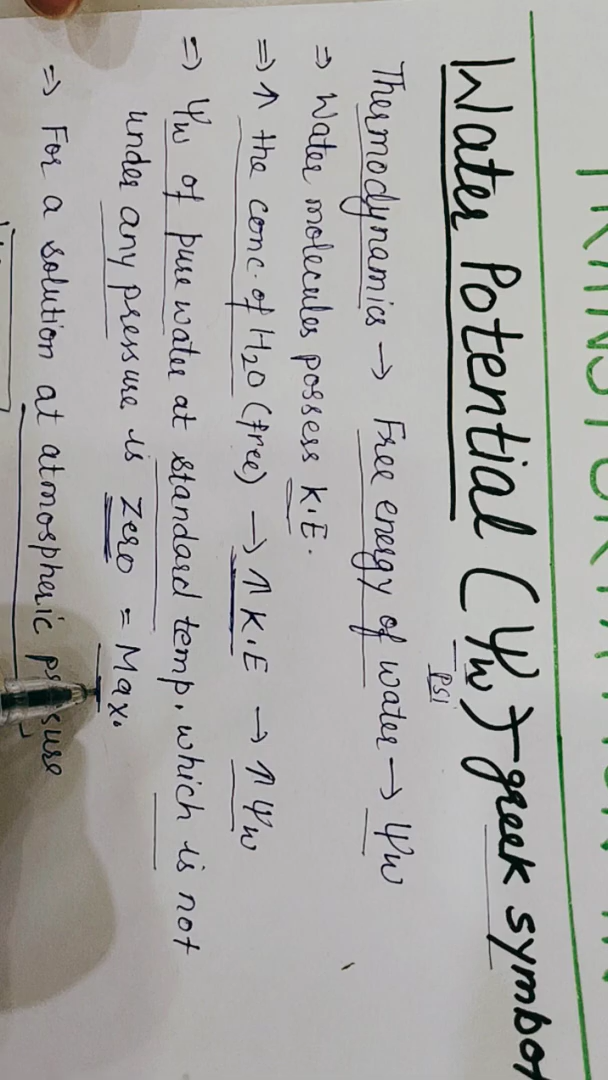 Water Potential (Ψw) → greek symbol
Psi
Thermodynamics → Free energy of water → Ψw
⇒ Water molecules possess K.E.
⇒ ↑ the conc. of H2O (free) → ↑ K.E → ↑ Ψw
⇒ Ψw of pure water at standard temp. which is not
under any pressure is Zero = Max.
⇒ For a solution at atmospheric